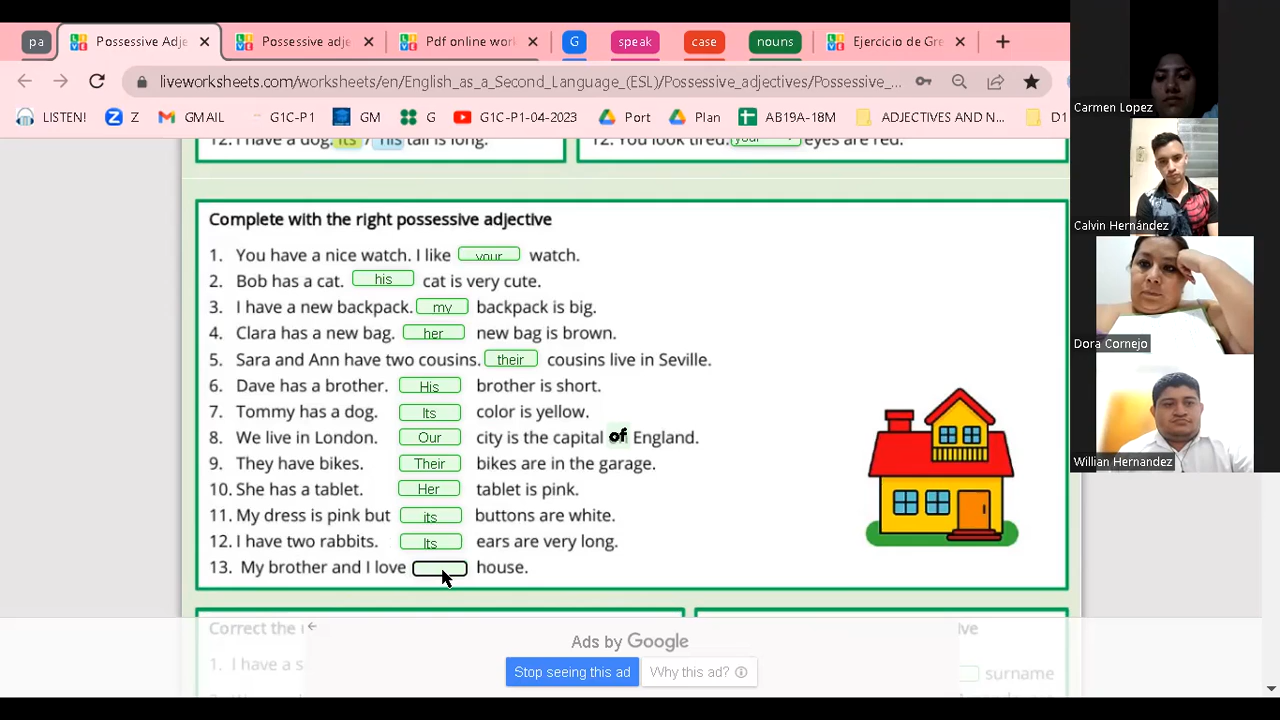 pa Possessive Adje Possessive adje Pdf online wor G speak case nouns Ejercicio de Gre
liveworksheets.com/worksheets/en/English_as_a_Second_Language_(ESL)/Possessive_adjectives/Possessive_...
LISTEN! Z GMAIL G1C-P1 GM G G1C-P1-04-2023 Port Plan AB19A-18M ADJECTIVES AND N... D1
Carmen Lopez
12. I have a dog. its / his tail is long.
12. You look tired. your eyes are red.
Complete with the right possessive adjective
1. You have a nice watch. I like your watch.
2. Bob has a cat. his cat is very cute.
3. I have a new backpack. my backpack is big.
4. Clara has a new bag. her new bag is brown.
5. Sara and Ann have two cousins. their cousins live in Seville.
6. Dave has a brother. His brother is short.
7. Tommy has a dog. Its color is yellow.
8. We live in London. Our city is the capital of England.
9. They have bikes. Their bikes are in the garage.
10. She has a tablet. Her tablet is pink.
11. My dress is pink but its buttons are white.
12. I have two rabbits. Its ears are very long.
13. My brother and I love house.
Calvin Hernández
Dora Cornejo
Willian Hernandez
Correct the
1. I have a s
surname
Ads by Google
Stop seeing this ad Why this ad?